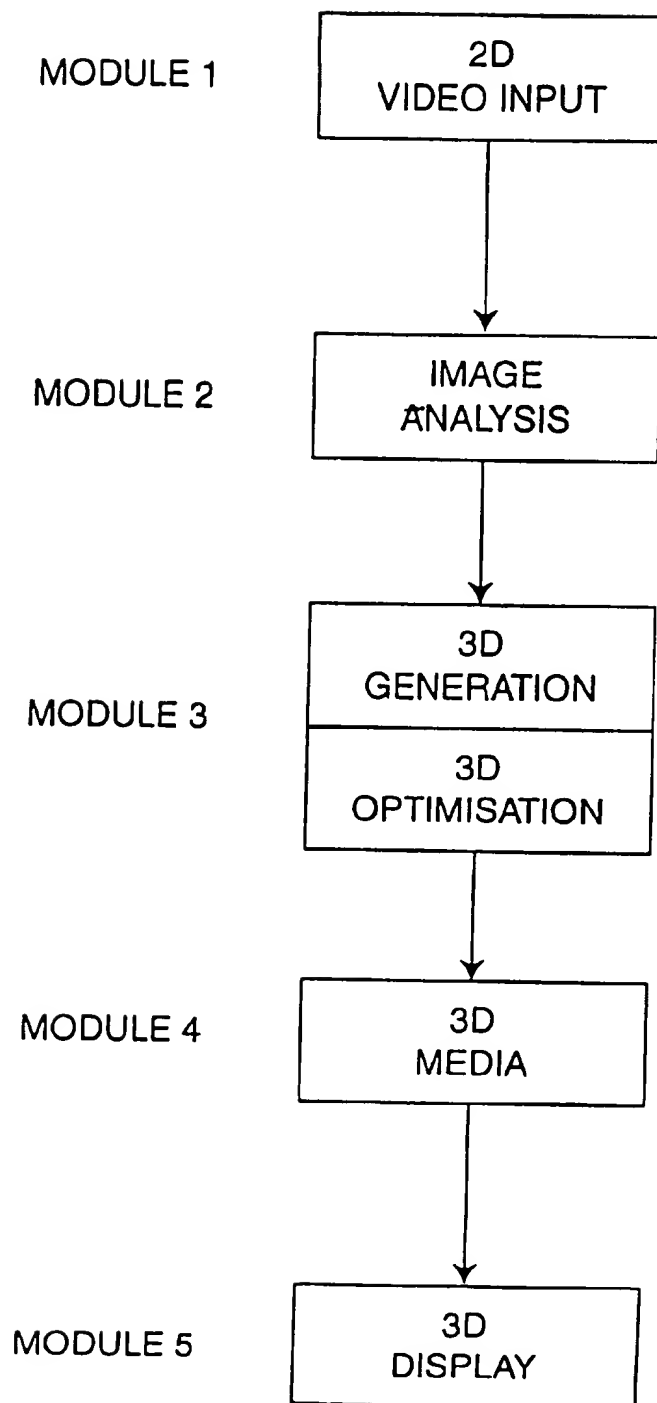 MODULE 1
2D
VIDEO INPUT
MODULE 2
IMAGE
ANALYSIS
MODULE 3
3D
GENERATION
3D
OPTIMISATION
MODULE 4
3D
MEDIA
MODULE 5
3D
DISPLAY